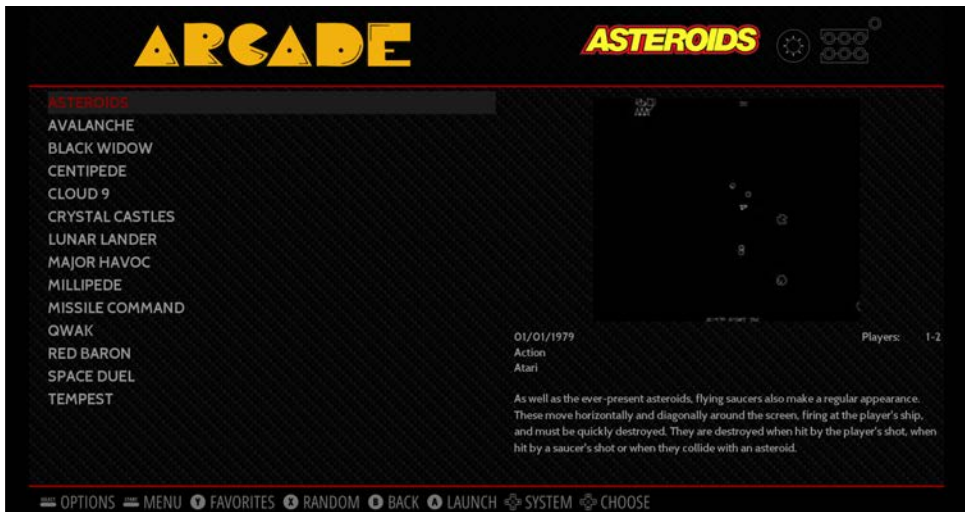 ARCADE
ASTEROIDS
ASTEROIDS
AVALANCHE
BLACK WIDOW
CENTIPEDE
CLOUD 9
CRYSTAL CASTLES
LUNAR LANDER
MAJOR HAVOC
MILLIPEDE
MISSILE COMMAND
QWAK
RED BARON
SPACE DUEL
TEMPEST
01/01/1979 Players: 1-2
Action
Atari
As well as the ever-present asteroids, flying saucers also make a regular appearance.
These move horizontally and diagonally around the screen, firing at the player's ship,
and must be quickly destroyed. They are destroyed when hit by the player's shot, when
hit by a saucer's shot or when they collide with an asteroid.
SELECT OPTIONS START MENU Y FAVORITES X RANDOM B BACK A LAUNCH SYSTEM CHOOSE